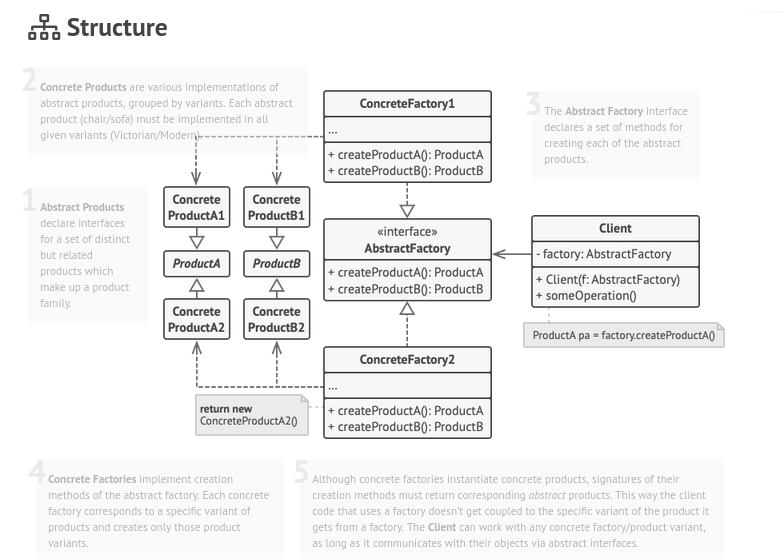 Structure
2
Concrete Products are various implementations of
abstract products, grouped by variants. Each abstract
product (chair/sofa) must be implemented in all
given variants (Victorian/Modern).
ConcreteFactory1
...
+ createProductA(): ProductA
+ createProductB(): ProductB
3
The Abstract Factory interface
declares a set of methods for
creating each of the abstract
products.
1
Abstract Products
declare interfaces
for a set of distinct
but related
products which
make up a product
family.
Concrete
ProductA1
Concrete
ProductB1
ProductA
ProductB
Concrete
ProductA2
Concrete
ProductB2
«interface»
AbstractFactory
+ createProductA(): ProductA
+ createProductB(): ProductB
Client
- factory: AbstractFactory
+ Client(f: AbstractFactory)
+ someOperation()
ProductA pa = factory.createProductA()
ConcreteFactory2
...
+ createProductA(): ProductA
+ createProductB(): ProductB
return new
ConcreteProductA2()
4
Concrete Factories implement creation
methods of the abstract factory. Each concrete
factory corresponds to a specific variant of
products and creates only those product
variants.
5
Although concrete factories instantiate concrete products, signatures of their
creation methods must return corresponding abstract products. This way the client
code that uses a factory doesn't get coupled to the specific variant of the product it
gets from a factory. The Client can work with any concrete factory/product variant,
as long as it communicates with their objects via abstract interfaces.